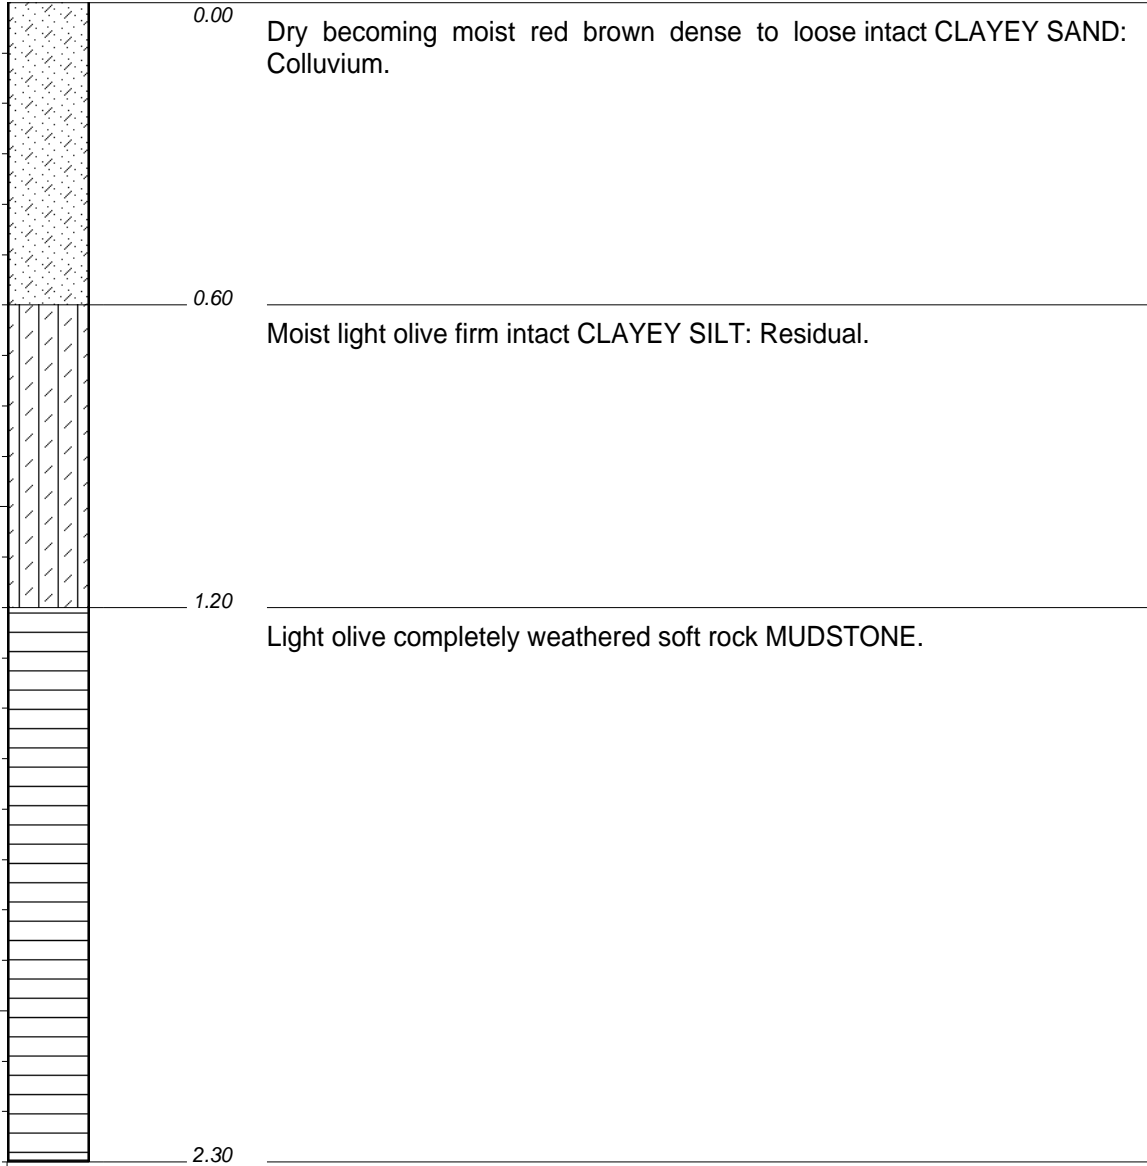 0.00
Dry becoming moist red brown dense to loose intact CLAYEY SAND:
Colluvium.
0.60
Moist light olive firm intact CLAYEY SILT: Residual.
1.20
Light olive completely weathered soft rock MUDSTONE.
2.30